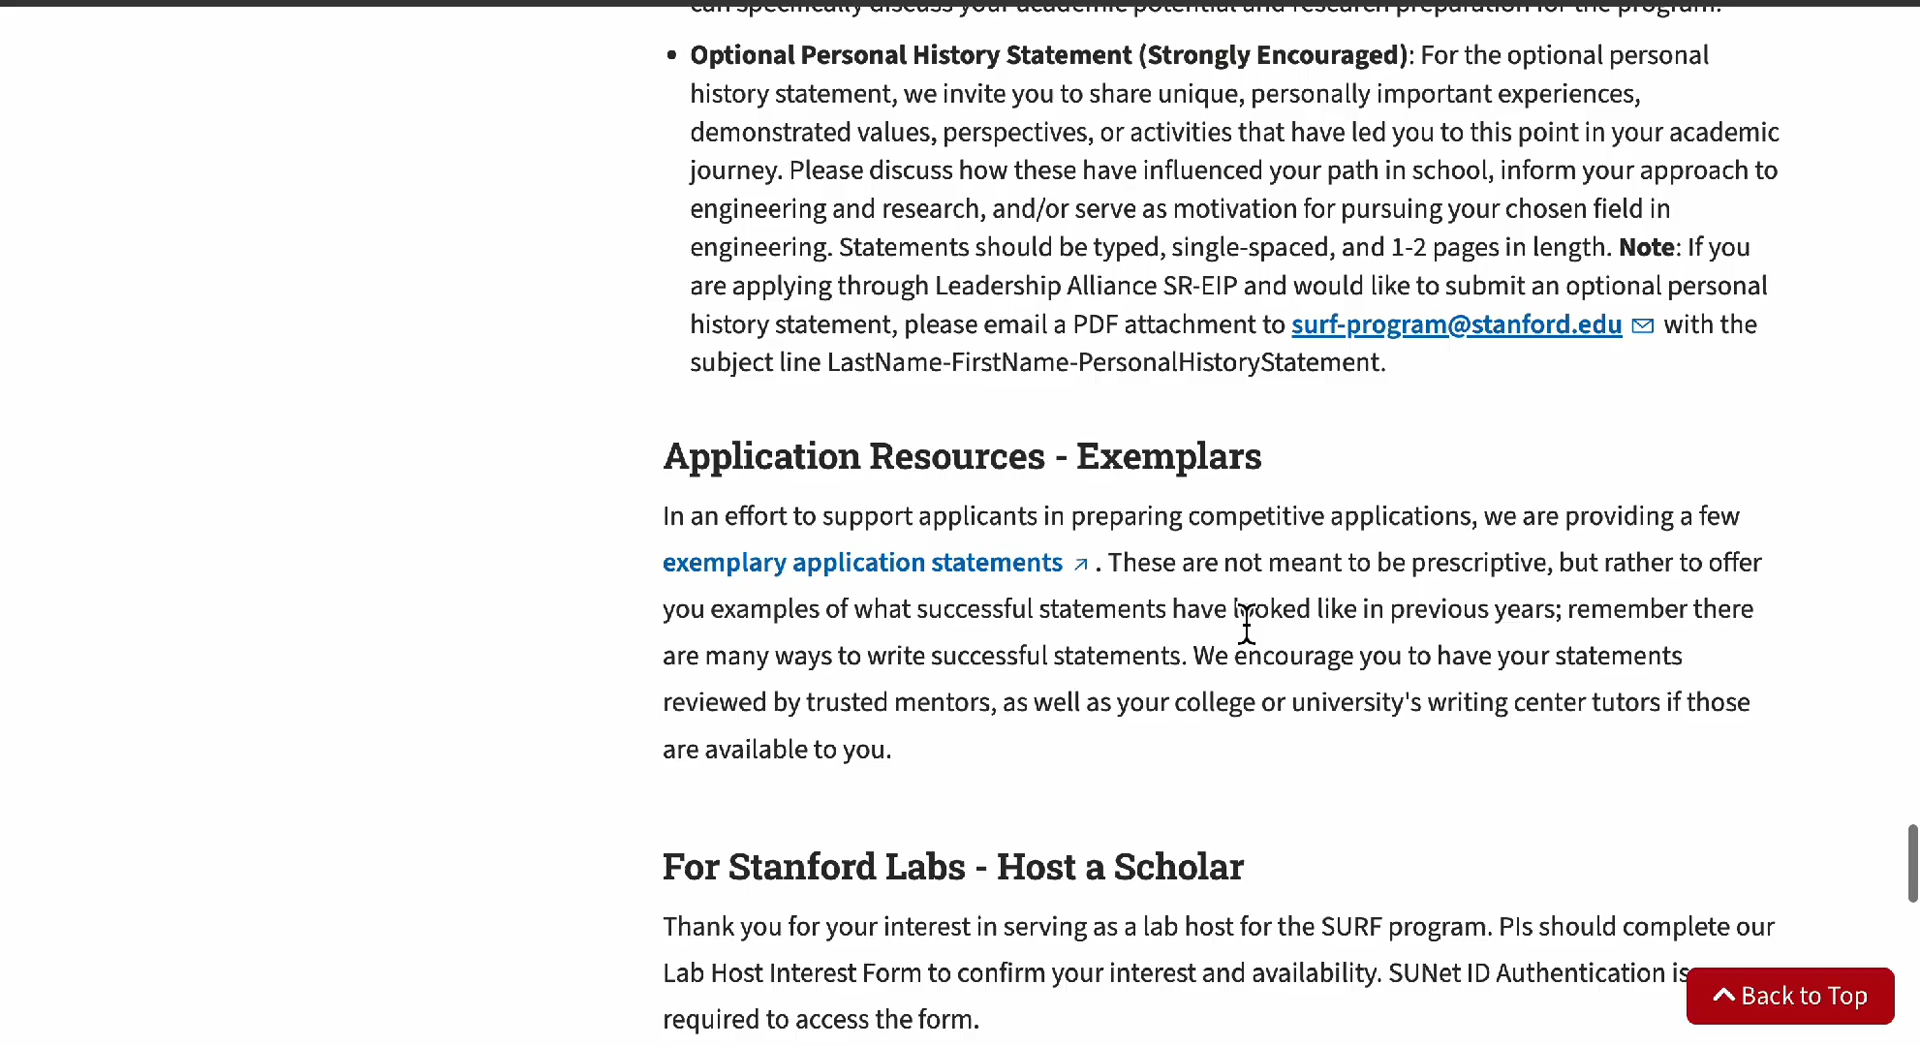 can specifically discuss your academic potential and research preparation for the program.
• Optional Personal History Statement (Strongly Encouraged): For the optional personal
history statement, we invite you to share unique, personally important experiences,
demonstrated values, perspectives, or activities that have led you to this point in your academic
journey. Please discuss how these have influenced your path in school, inform your approach to
engineering and research, and/or serve as motivation for pursuing your chosen field in
engineering. Statements should be typed, single-spaced, and 1-2 pages in length. Note: If you
are applying through Leadership Alliance SR-EIP and would like to submit an optional personal
history statement, please email a PDF attachment to surf-program@stanford.edu with the
subject line LastName-FirstName-PersonalHistoryStatement.
Application Resources - Exemplars
In an effort to support applicants in preparing competitive applications, we are providing a few
exemplary application statements . These are not meant to be prescriptive, but rather to offer
you examples of what successful statements have looked like in previous years; remember there
are many ways to write successful statements. We encourage you to have your statements
reviewed by trusted mentors, as well as your college or university's writing center tutors if those
are available to you.
For Stanford Labs - Host a Scholar
Thank you for your interest in serving as a lab host for the SURF program. PIs should complete our
Lab Host Interest Form to confirm your interest and availability. SUNet ID Authentication is
required to access the form.
Back to Top